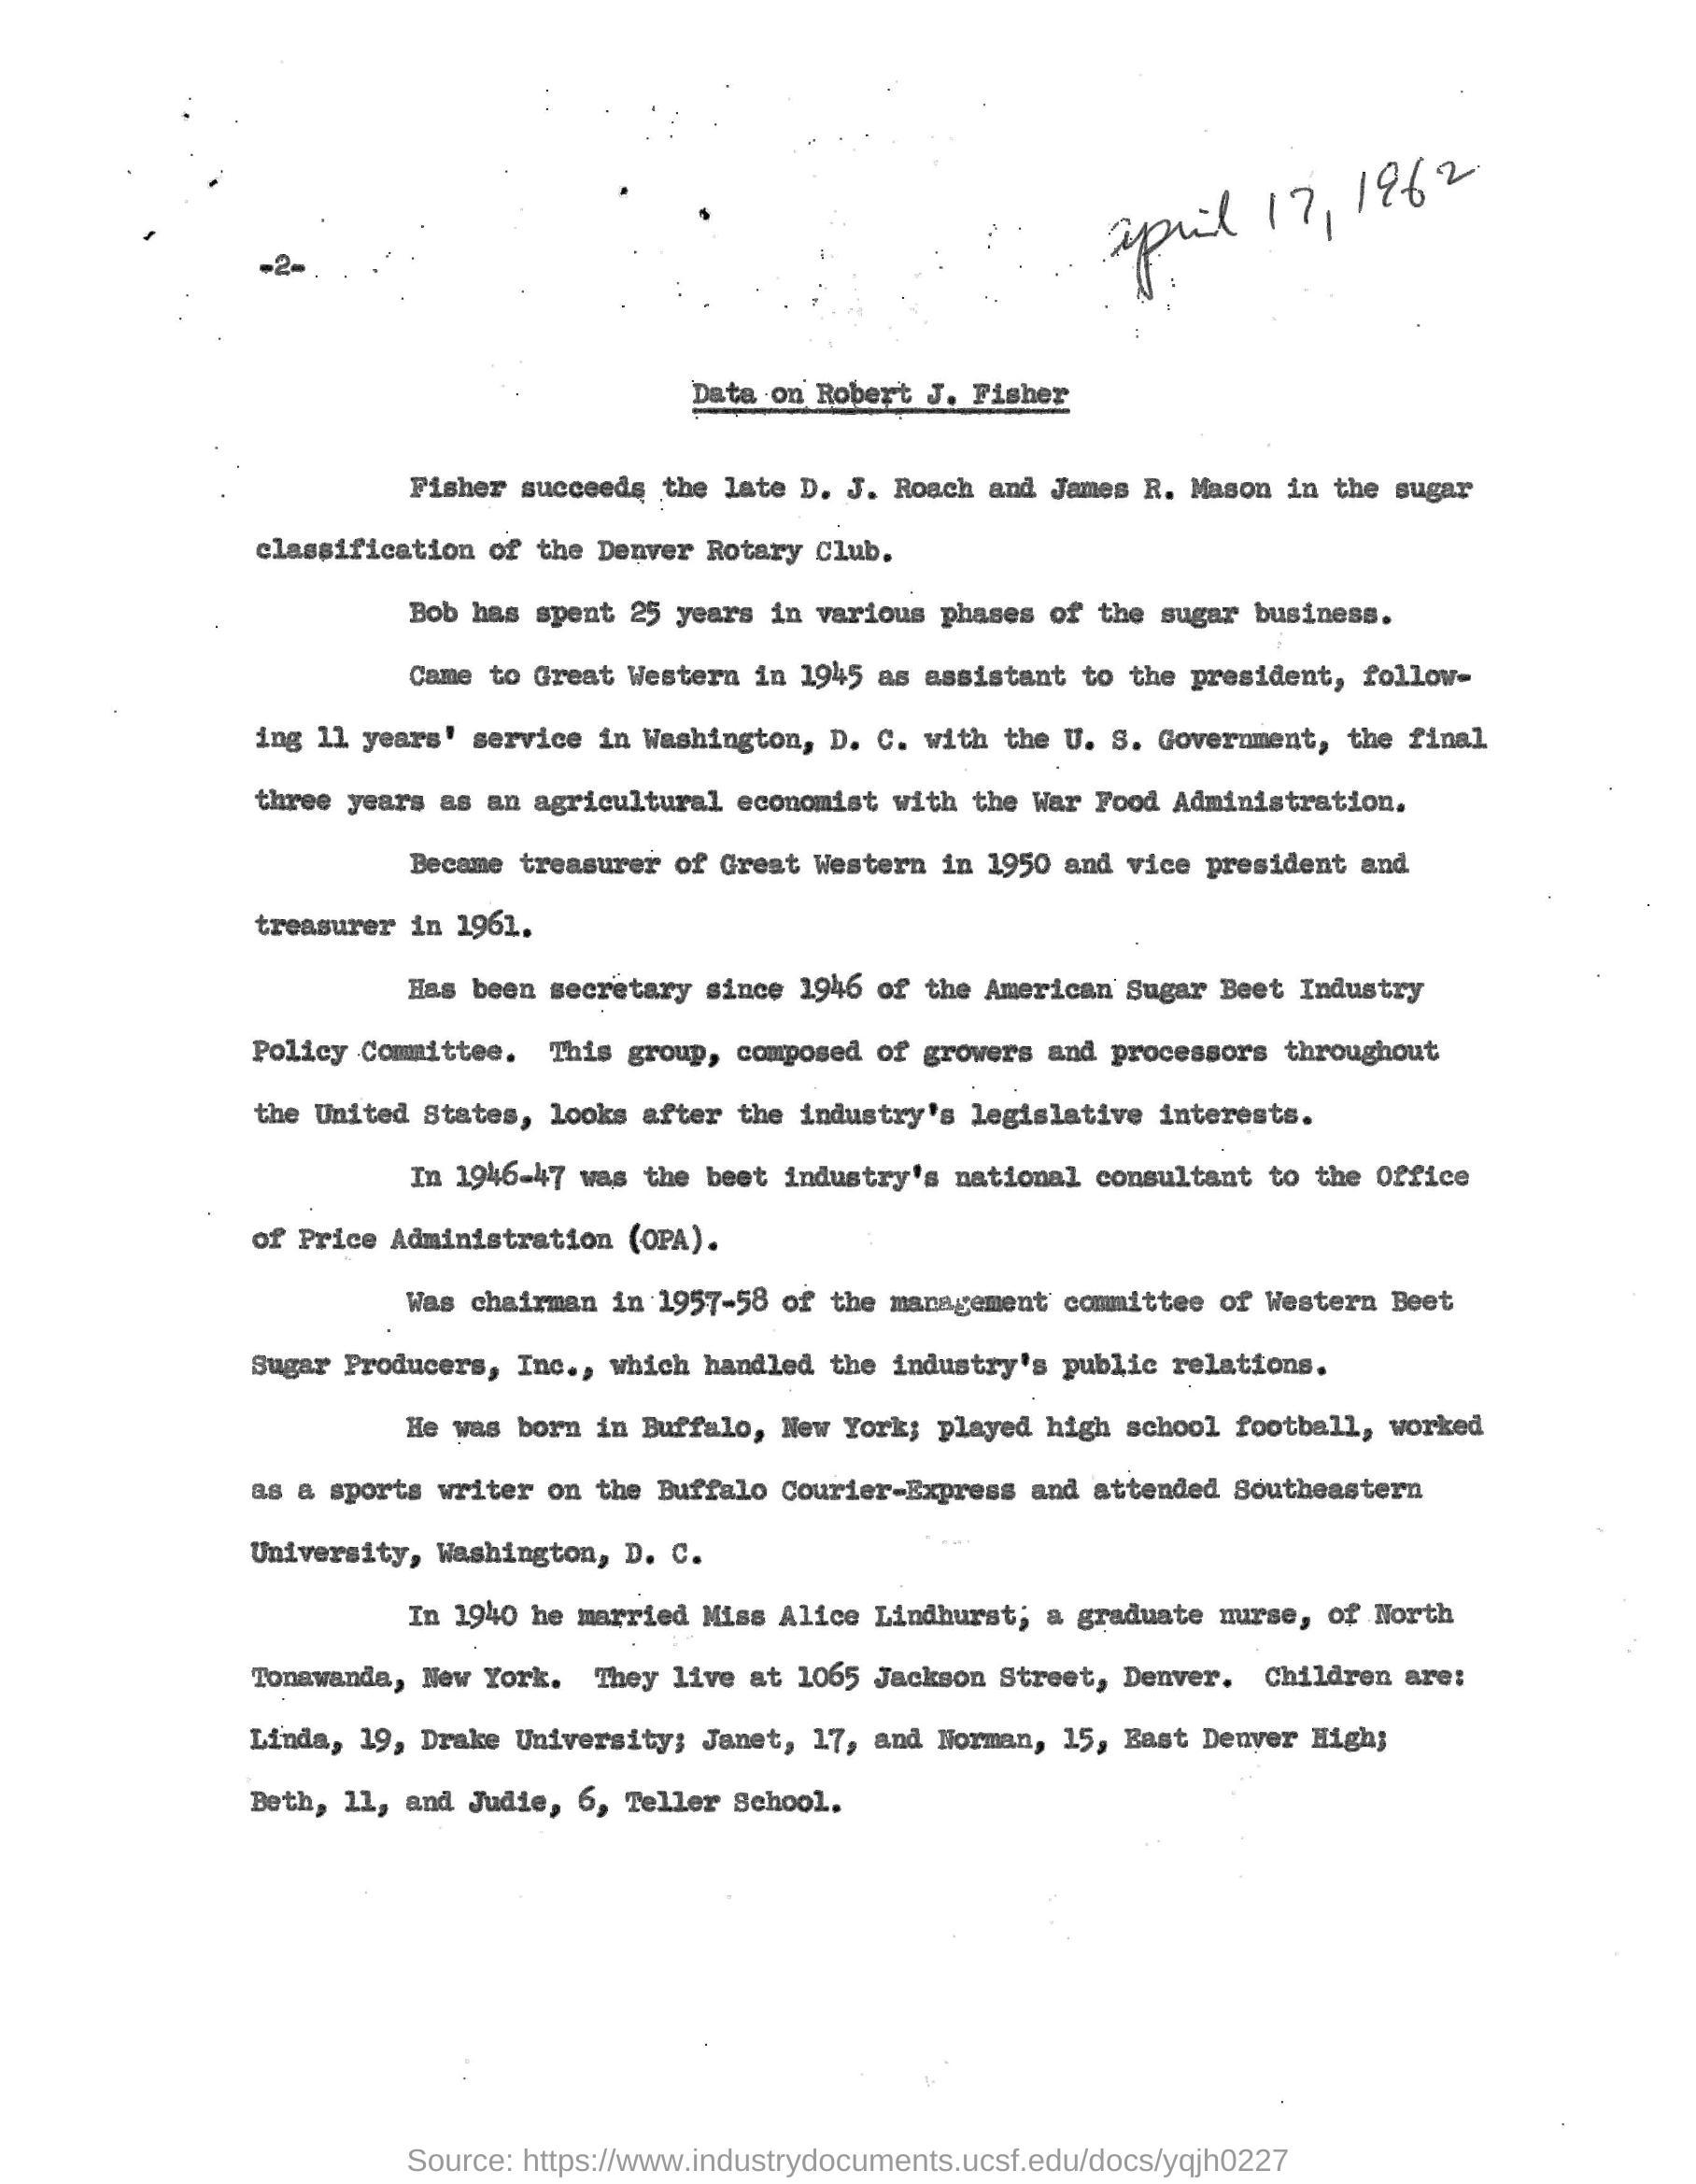 april 17, 1962
-2-
Data on Robert J. Fisher
Fisher succeeds the late D. J. Roach and James R. Mason in the sugar
classification of the Denver Rotary Club.
Bob has spent 25 years in various phases of the sugar business.
Came to Great Western in 1945 as assistant to the president, follow-
ing 11 years' service in Washington, D. C. with the U. S. Government, the final
three years as an agricultural economist with the War Food Administration.
Became treasurer of Great Western in 1950 and vice president and
treasurer in 1961.
Has been secretary since 1946 of the American Sugar Beet Industry
Policy Committee. This group, composed of growers and processors throughout
the United States, looks after the industry's legislative interests.
In 1946-47 was the beet industry's national consultant to the Office
of Price Administration (OPA).
Was chairman in 1957-58 of the management committee of Western Beet
Sugar Producers, Inc., which handled the industry's public relations.
He was born in Buffalo, New York; played high school football, worked
as a sports writer on the Buffalo Courier-Express and attended Southeastern
University, Washington, D. C.
In 1940 he married Miss Alice Lindhurst; a graduate nurse, of North
Tonawanda, New York. They live at 1065 Jackson Street, Denver. Children are:
Linda, 19, Drake University; Janet, 17, and Norman, 15, East Denver High;
Beth, 11, and Judie, 6, Teller School.
Source: https://www.industrydocuments.ucsf.edu/docs/yqjh0227